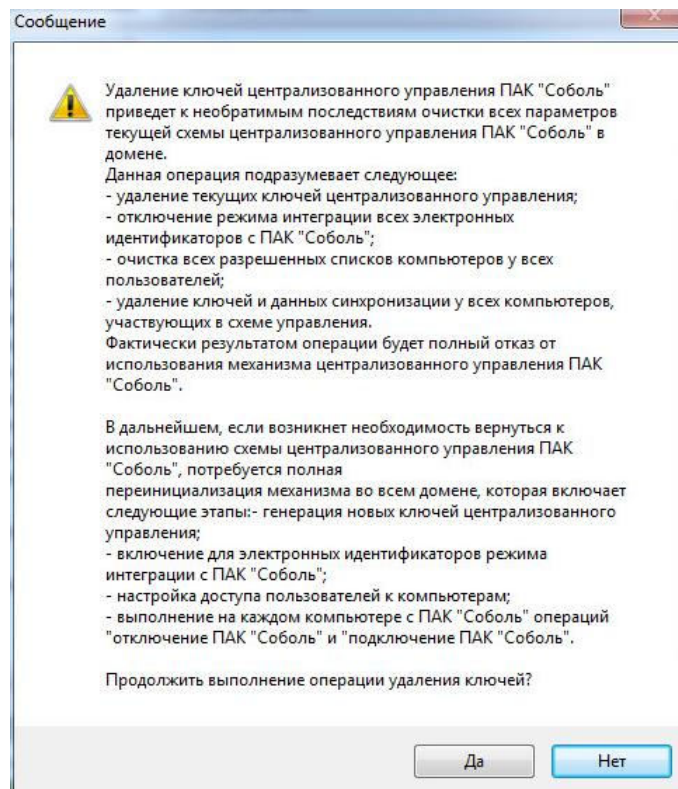 Сообщение
Удаление ключей централизованного управления ПАК "Соболь"
приведет к необратимым последствиям очистки всех параметров
текущей схемы централизованного управления ПАК "Соболь" в
домене.
Данная операция подразумевает следующее:
- удаление текущих ключей централизованного управления;
- отключение режима интеграции всех электронных
идентификаторов с ПАК "Соболь";
- очистка всех разрешенных списков компьютеров у всех
пользователей;
- удаление ключей и данных синхронизации у всех компьютеров,
участвующих в схеме управления.
Фактически результатом операции будет полный отказ от
использования механизма централизованного управления ПАК
"Соболь".
В дальнейшем, если возникнет необходимость вернуться к
использованию схемы централизованного управления ПАК
"Соболь", потребуется полная
переинициализация механизма во всем домене, которая включает
следующие этапы:- генерация новых ключей централизованного
управления;
- включение для электронных идентификаторов режима
интеграции с ПАК "Соболь";
- настройка доступа пользователей к компьютерам;
- выполнение на каждом компьютере с ПАК "Соболь" операций
"отключение ПАК "Соболь" и "подключение ПАК "Соболь".
Продолжить выполнение операции удаления ключей?
Да
Нет